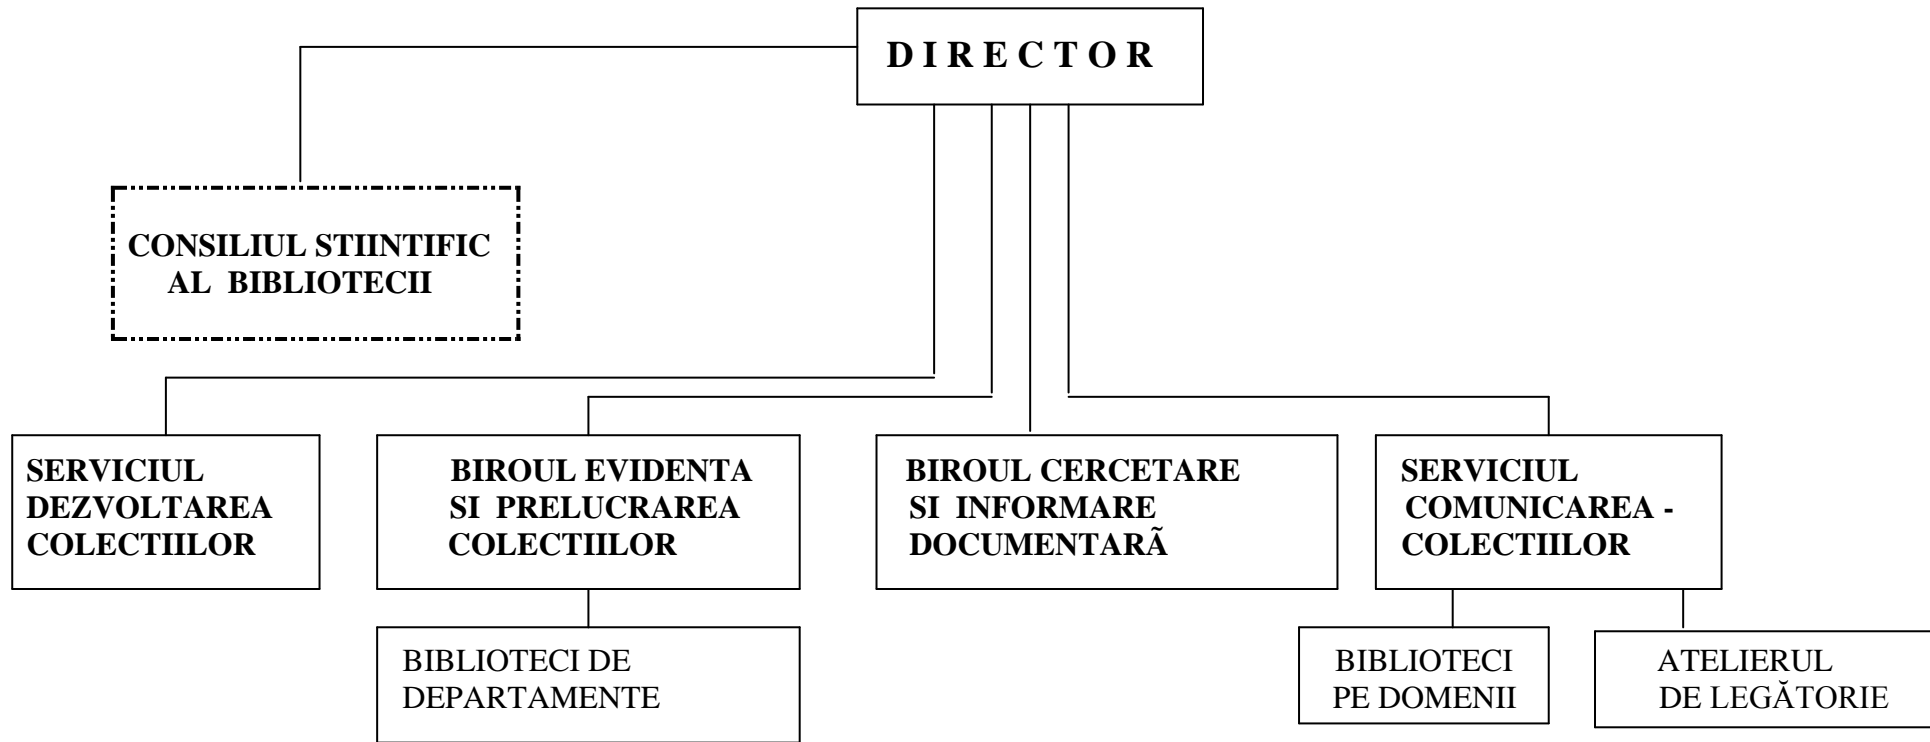 D I R E C T O R
CONSILIUL STIINTIFIC
AL BIBLIOTECII
SERVICIUL
DEZVOLTAREA
COLECTIILOR
BIROUL EVIDENTA
SI PRELUCRAREA
COLECTIILOR
BIROUL CERCETARE
SI INFORMARE
DOCUMENTARÃ
SERVICIUL
COMUNICAREA -
COLECTIILOR
BIBLIOTECI DE
DEPARTAMENTE
BIBLIOTECI
PE DOMENII
ATELIERUL
DE LEGĂTORIE